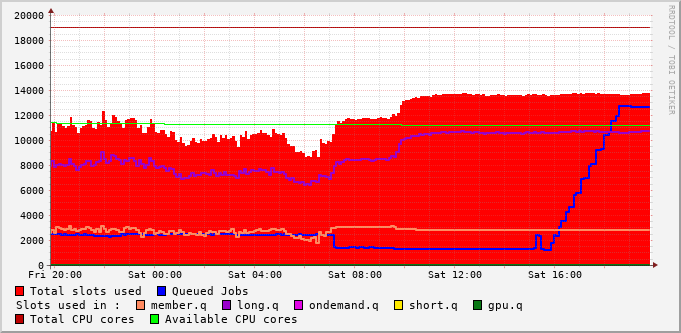 RRDTOOL / TOBI OETIKER
20000
18000
16000
14000
12000
10000
8000
6000
4000
2000
0
Fri 20:00 Sat 00:00 Sat 04:00 Sat 08:00 Sat 12:00 Sat 16:00
Total slots used Queued Jobs
Slots used in : member.q long.q ondemand.q short.q gpu.q
Total CPU cores Available CPU cores